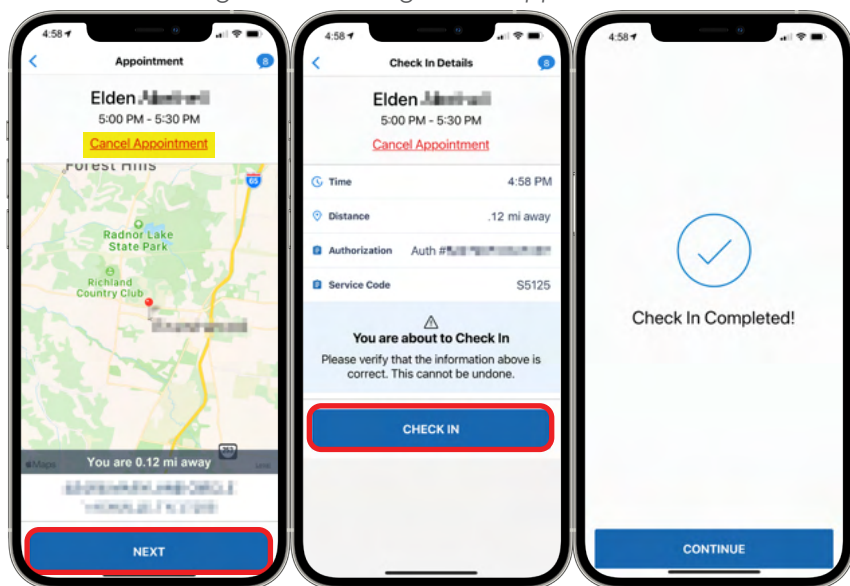 4:58
Appointment
8
Elden
5:00 PM - 5:30 PM
Cancel Appointment
Forest Hills
65
Radnor Lake
State Park
Richland
Country Club
253
You are 0.12 mi away
Maps
NEXT
4:58
Check In Details
8
Elden
5:00 PM - 5:30 PM
Cancel Appointment
Time 4:58 PM
Distance .12 mi away
Authorization Auth #
Service Code S5125
You are about to Check In
Please verify that the information above is
correct. This cannot be undone.
CHECK IN
4:58
Check In Completed!
CONTINUE